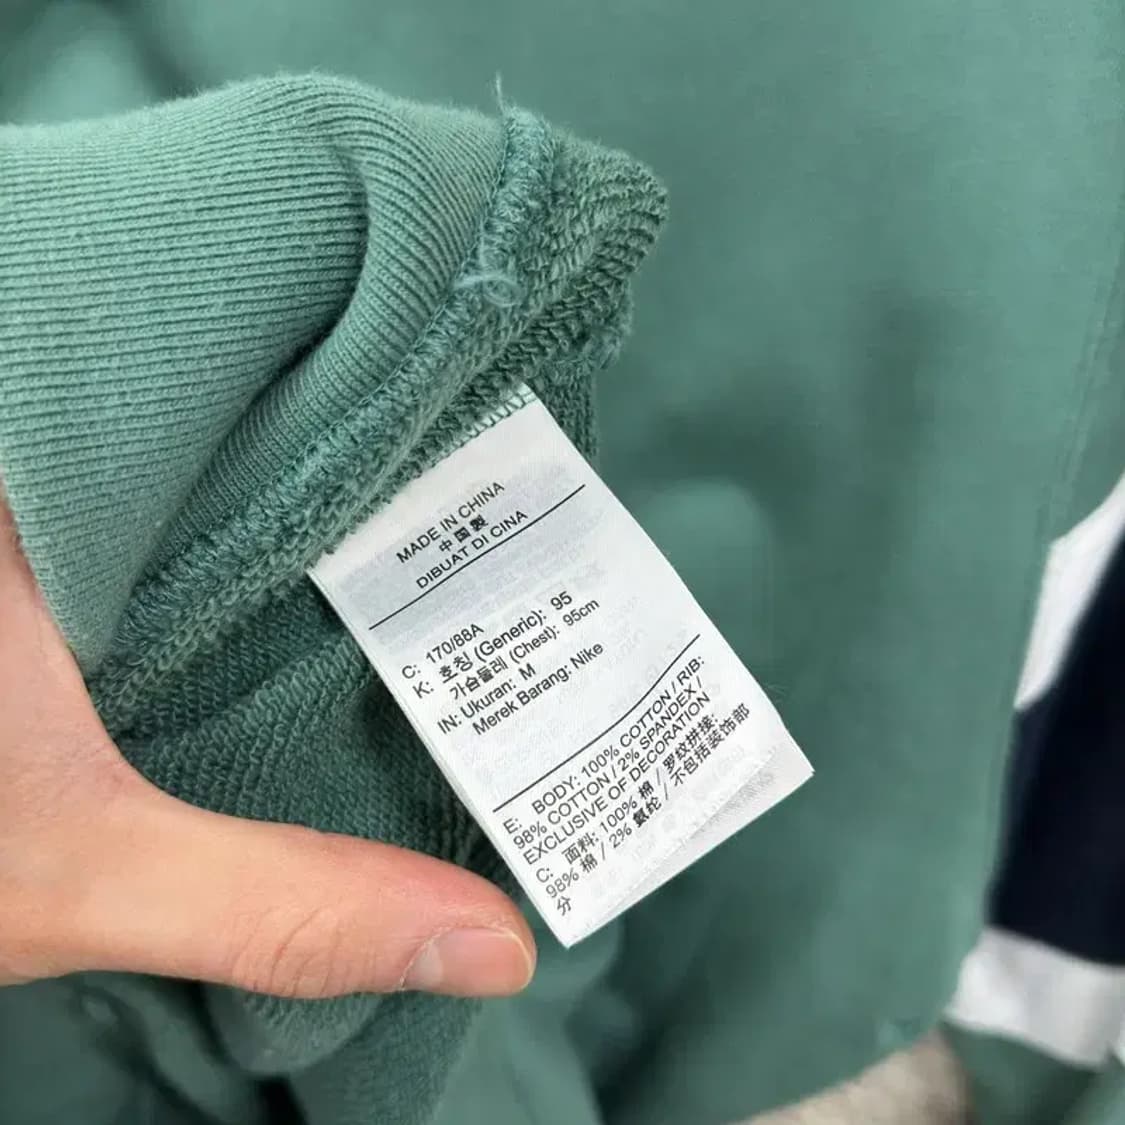 MADE IN CHINA
中国製
DIBUAT DI CINA
C: 170/88A
K: 호칭 (Generic): 95
가슴둘레 (Chest): 95cm
IN: Ukuran: M
Merek Barang: Nike
E: BODY: 100% COTTON / RIB:
98% COTTON / 2% SPANDEX /
EXCLUSIVE OF DECORATION
C: 面料: 100% 棉 / 罗纹拼接:
98% 棉 / 2% 氨纶 / 不包括装饰部
分